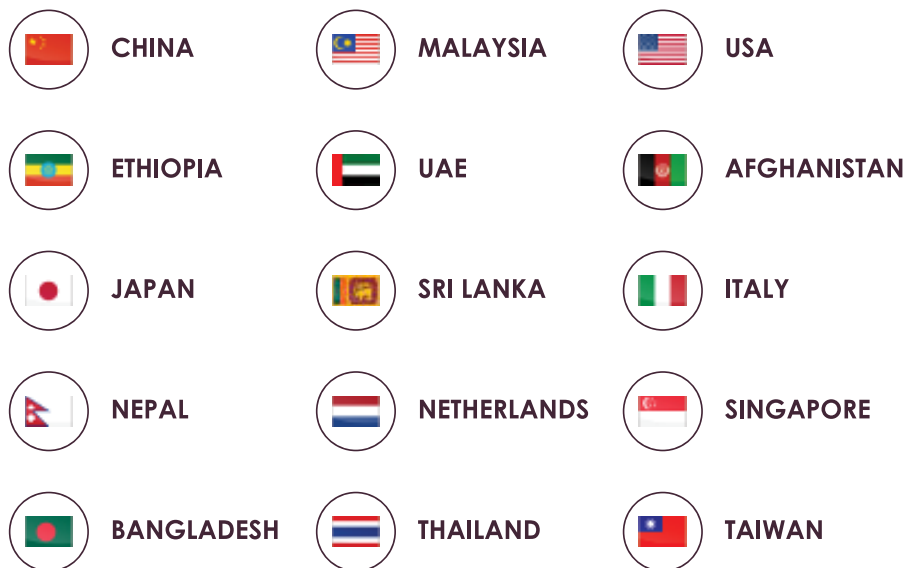 CHINA
MALAYSIA
USA
ETHIOPIA
UAE
AFGHANISTAN
JAPAN
SRI LANKA
ITALY
NEPAL
NETHERLANDS
SINGAPORE
BANGLADESH
THAILAND
TAIWAN